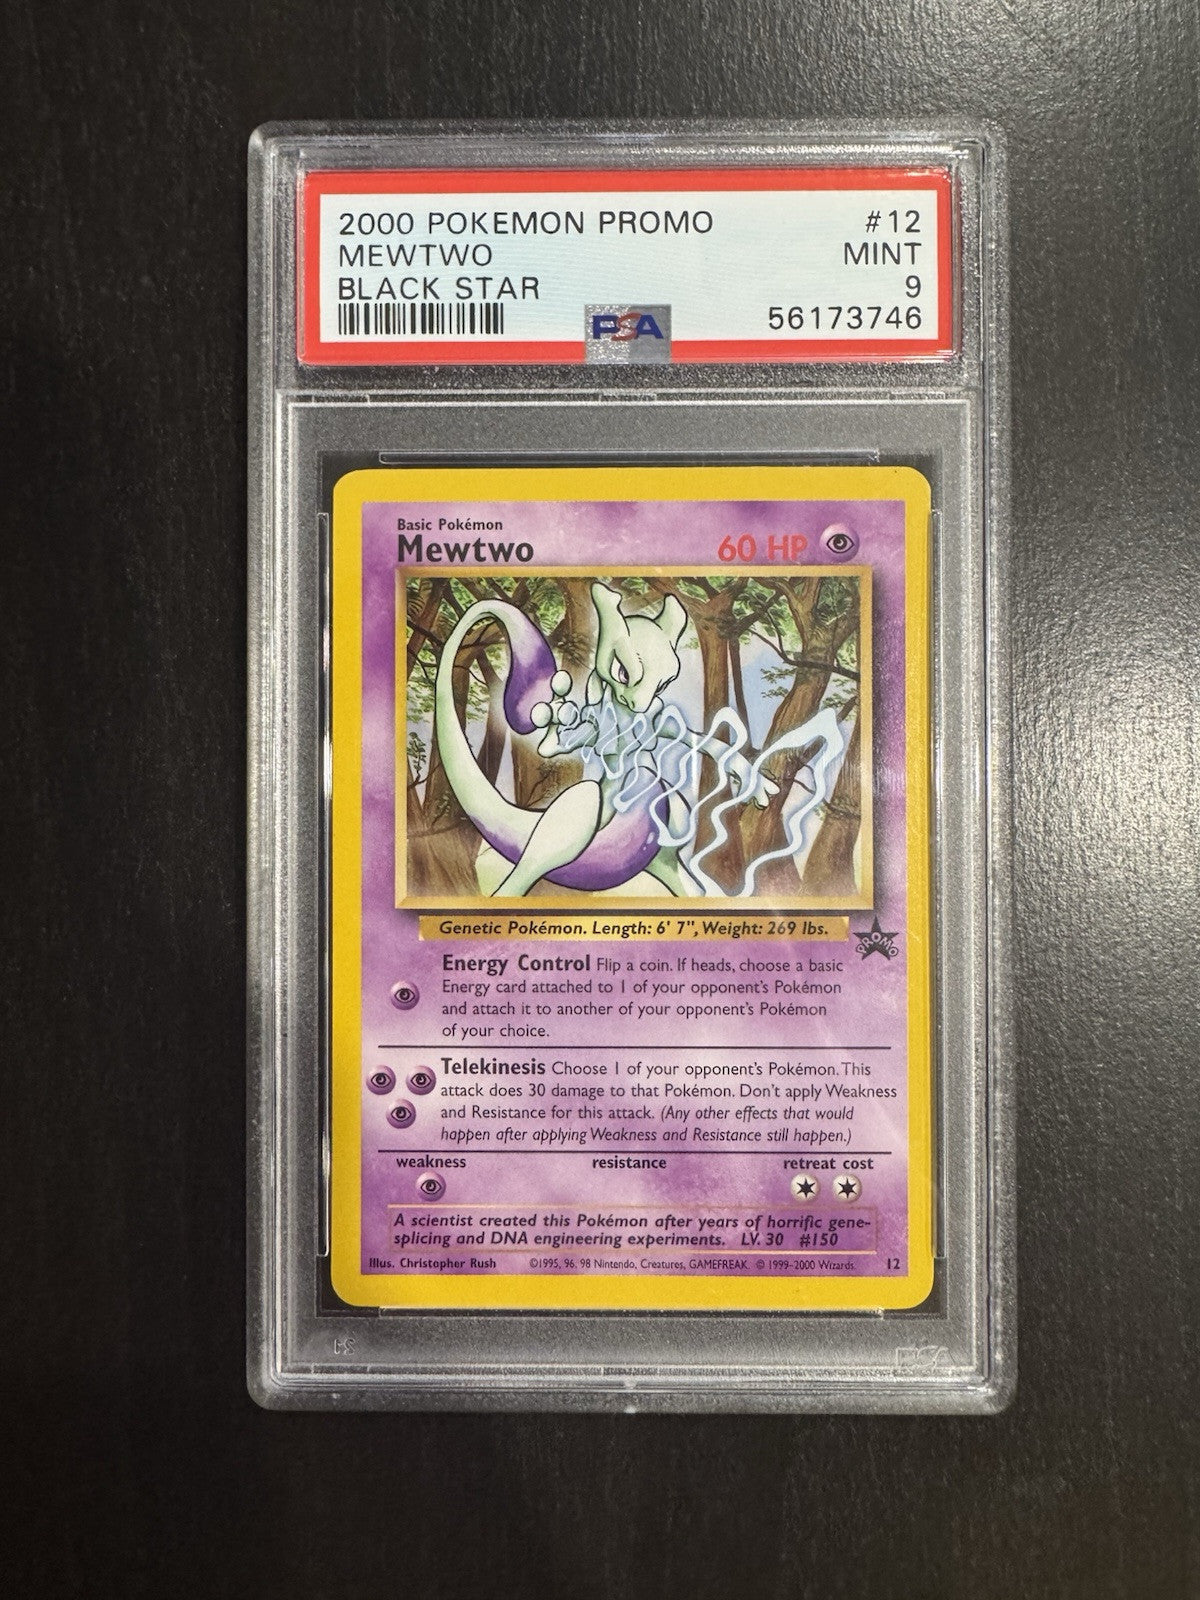 2000 POKEMON PROMO #12
MEWTWO MINT
BLACK STAR 9
PSA 56173746
Basic Pokémon
Mewtwo 60 HP
Genetic Pokémon. Length: 6' 7", Weight: 269 lbs.
PROMO
Energy Control Flip a coin. If heads, choose a basic
Energy card attached to 1 of your opponent's Pokémon
and attach it to another of your opponent's Pokémon
of your choice.
Telekinesis Choose 1 of your opponent's Pokémon. This
attack does 30 damage to that Pokémon. Don't apply Weakness
and Resistance for this attack. (Any other effects that would
happen after applying Weakness and Resistance still happen.)
weakness resistance retreat cost
A scientist created this Pokémon after years of horrific gene-
splicing and DNA engineering experiments. LV. 30 #150
Illus. Christopher Rush ©1995, 96, 98 Nintendo, Creatures, GAMEFREAK. © 1999-2000 Wizards. 12